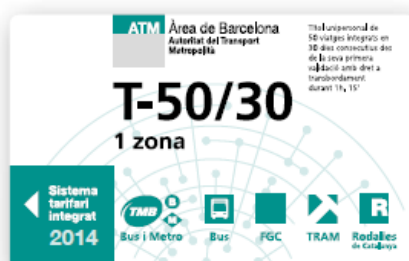 ATM Àrea de Barcelona
Autoritat del Transport
Metropolità
Títol unipersonal de
50 viatges integrats en
30 dies consecutius des
de la seva primera
validació amb dret a
transbordament
durant 1h, 15'
T-50/30
1 zona
Sistema
tarifari
integrat
2014
TMB
B
M
R
Bus i Metro
Bus
FGC
TRAM
Rodalies
de Catalunya